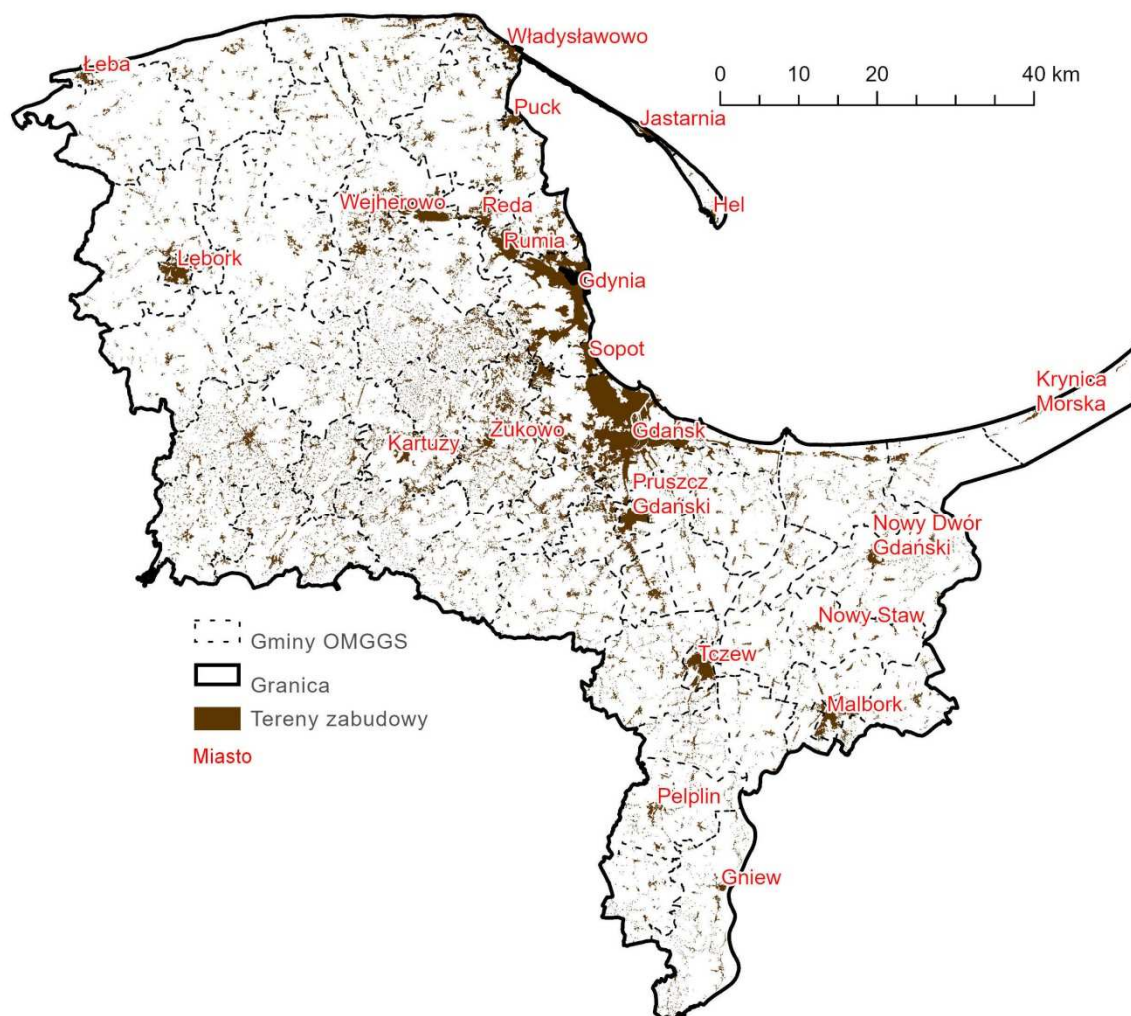 Władysławowo
Łeba
0 10 20 40 km
Puck
Jastarnia
Wejherowo
Reda
Hel
Rumia
Lębork
Gdynia
Sopot
Krynica
Morska
Kartuzy
Żukowo
Gdańsk
Pruszcz
Gdański
Nowy Dwór
Gdański
Nowy Staw
Gminy OMGGS
Tczew
Granica
Malbork
Tereny zabudowy
Miasto
Pelplin
Gniew